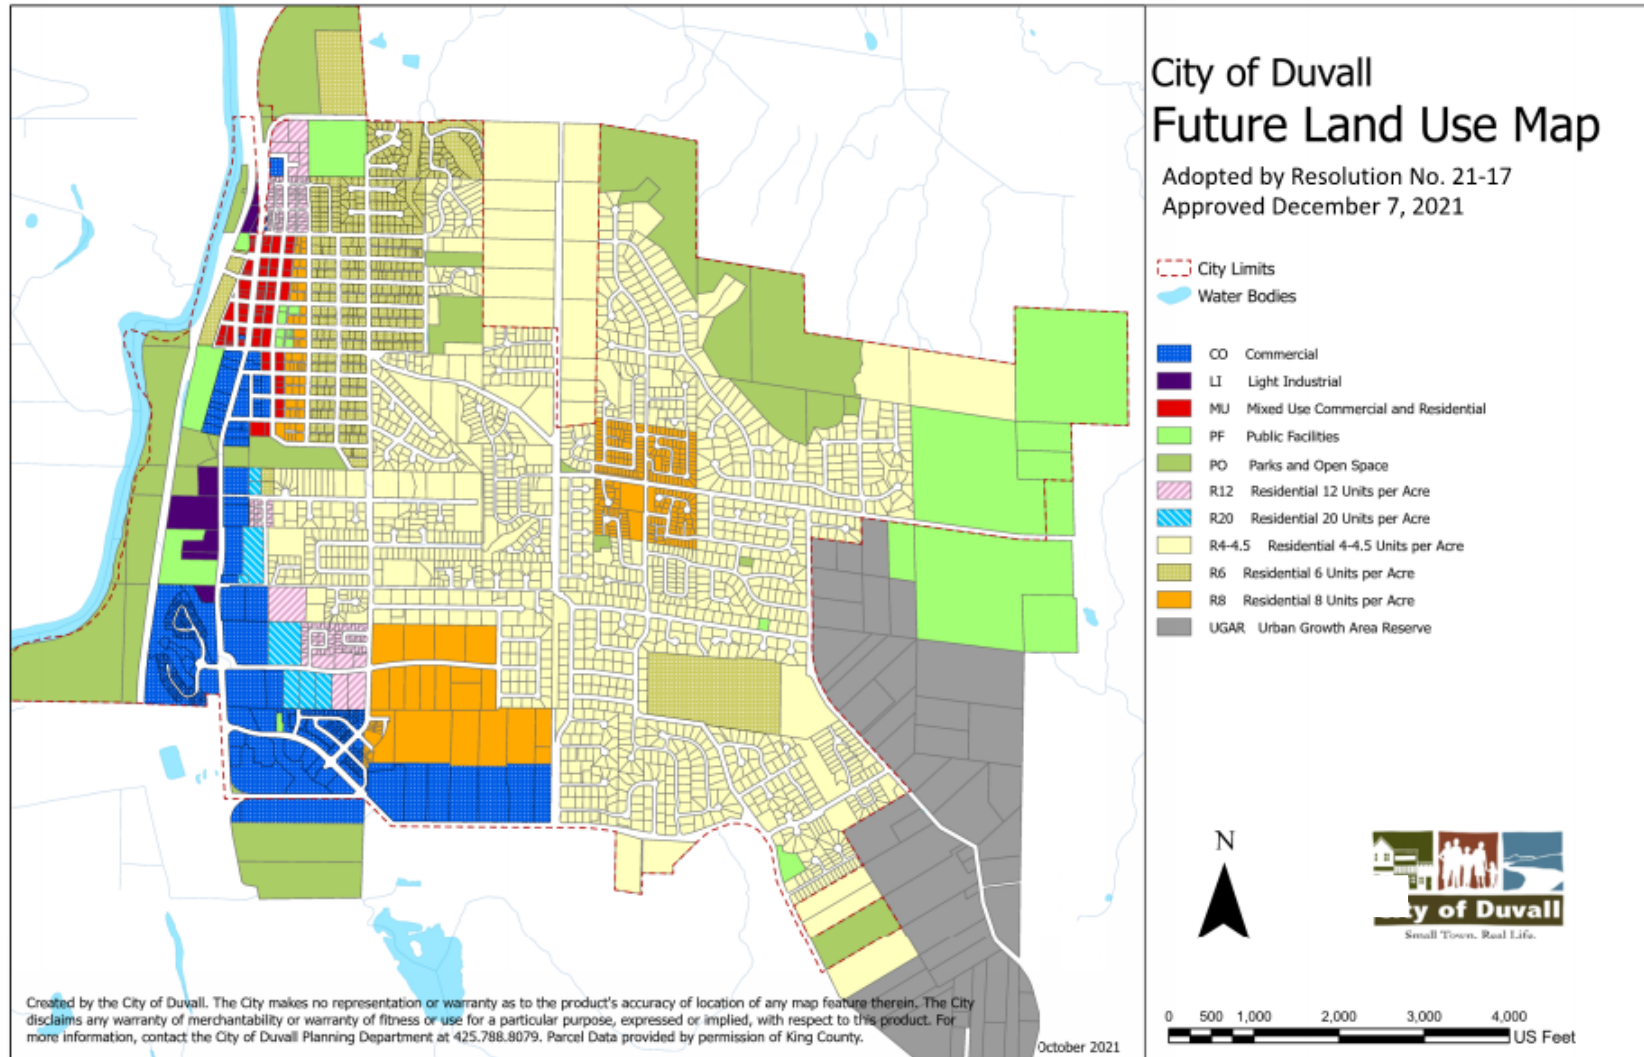 City of Duvall
Future Land Use Map
Adopted by Resolution No. 21-17
Approved December 7, 2021
City Limits
Water Bodies
CO Commercial
LI Light Industrial
MU Mixed Use Commercial and Residential
PF Public Facilities
PO Parks and Open Space
R12 Residential 12 Units per Acre
R20 Residential 20 Units per Acre
R4-4.5 Residential 4-4.5 Units per Acre
R6 Residential 6 Units per Acre
R8 Residential 8 Units per Acre
UGAR Urban Growth Area Reserve
N
ty of Duvall
Small Town. Real Life.
0 500 1,000 2,000 3,000 4,000
US Feet
Created by the City of Duvall. The City makes no representation or warranty as to the product's accuracy of location of any map feature therein. The City
disclaims any warranty of merchantability or warranty of fitness or use for a particular purpose, expressed or implied, with respect to this product. For
more information, contact the City of Duvall Planning Department at 425.788.8079. Parcel Data provided by permission of King County.
October 2021